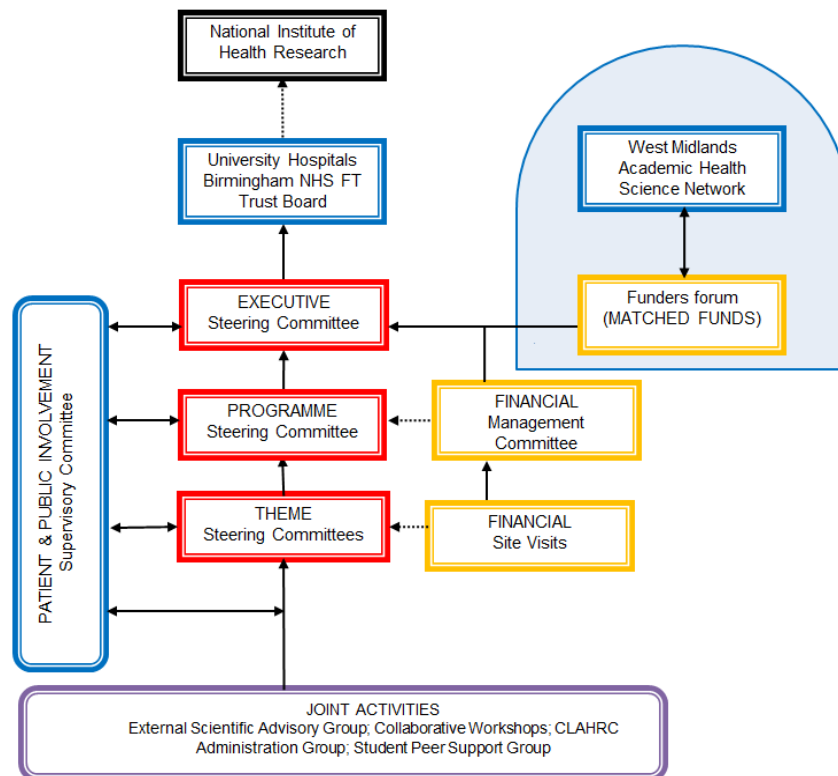 National Institute of
Health Research
University Hospitals
Birmingham NHS FT
Trust Board
West Midlands
Academic Health
Science Network
EXECUTIVE
Steering Committee
Funders forum
(MATCHED FUNDS)
PATIENT & PUBLIC INVOLVEMENT
Supervisory Committee
PROGRAMME
Steering Committee
FINANCIAL
Management
Committee
THEME
Steering Committees
FINANCIAL
Site Visits
JOINT ACTIVITIES
External Scientific Advisory Group; Collaborative Workshops; CLAHRC
Administration Group; Student Peer Support Group